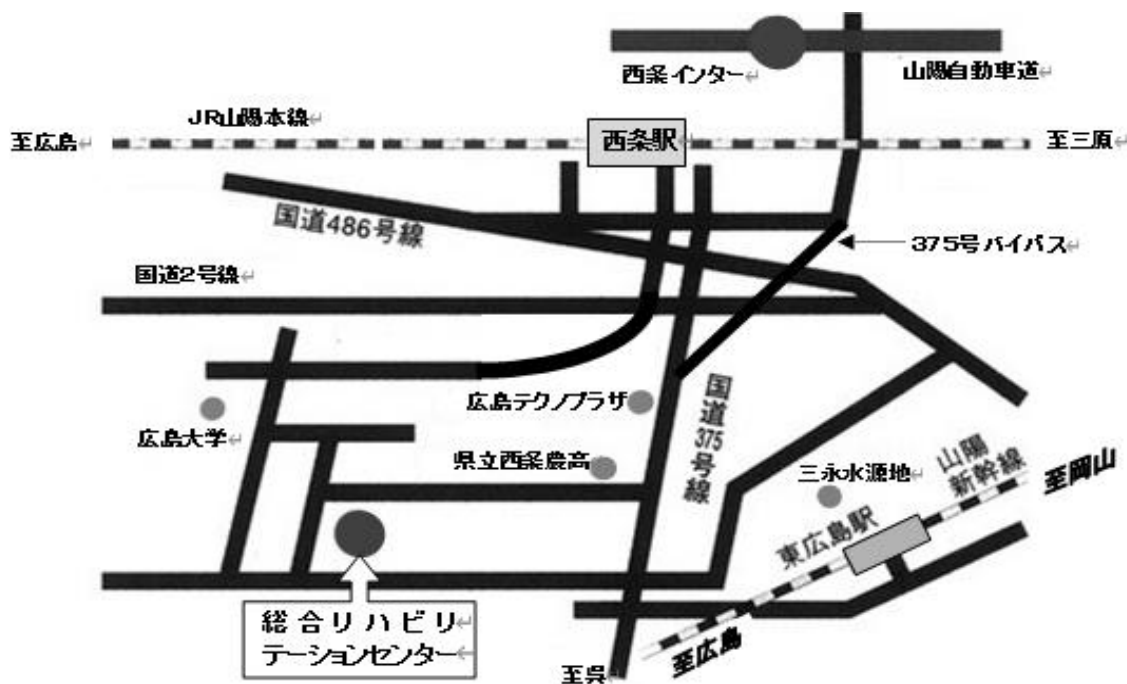 西条インター
山陽自動車道
JR山陽本線
至広島
西条駅
至三原
国道486号線
375号バイパス
国道2号線
広島テクノプラザ
国道375号線
広島大学
県立西条農高
三永水源地
山陽
新幹線
至岡山
東広島駅
総合リハビリ
テーションセンター
至広島
至呉